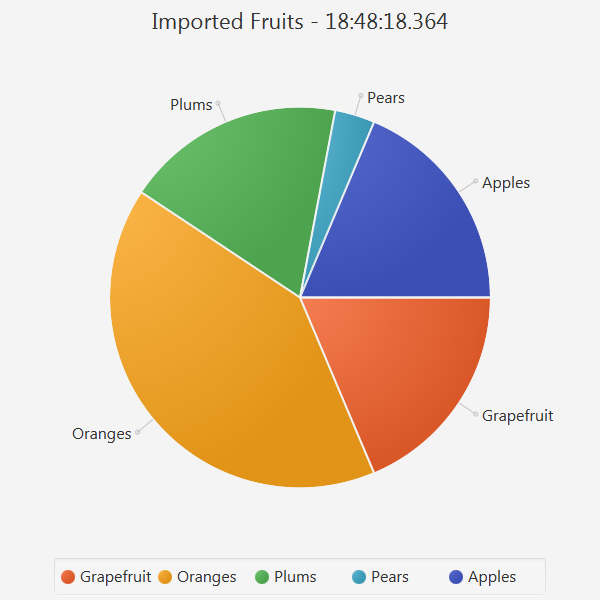 Imported Fruits - 18:48:18.364
Pears
Plums
Apples
Grapefruit
Oranges
Grapefruit Oranges Plums Pears Apples